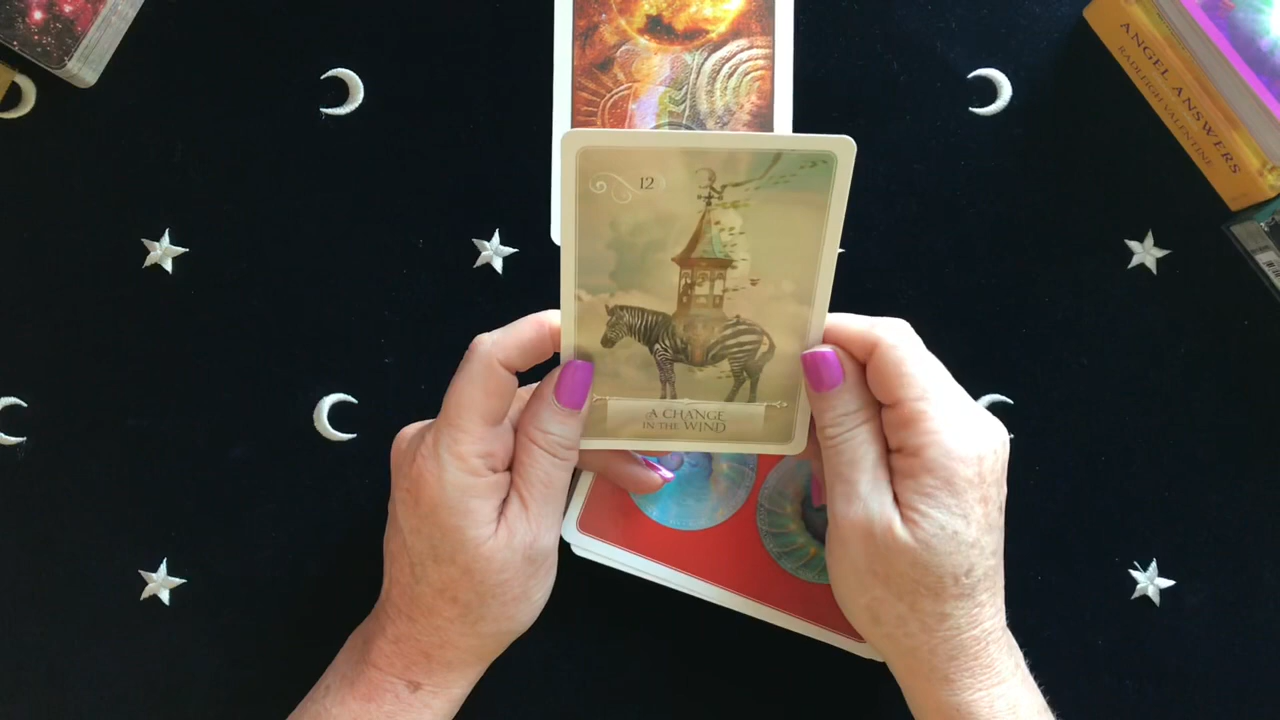 12
A CHANGE
IN THE WIND
ANGEL ANSWERS
RADLEIGH VALENTINE